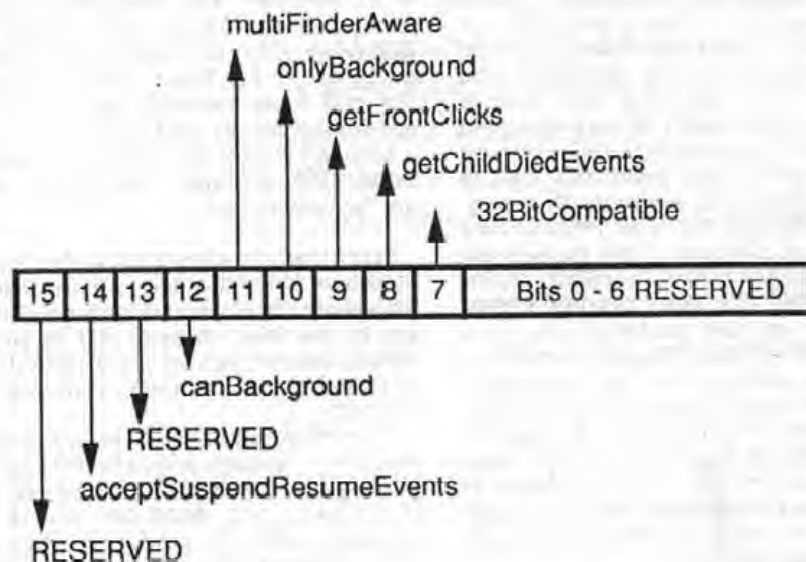 multiFinderAware
onlyBackground
getFrontClicks
getChildDiedEvents
32BitCompatible
15 14 13 12 11 10 9 8 7 Bits 0 - 6 RESERVED
canBackground
RESERVED
acceptSuspendResumeEvents
RESERVED